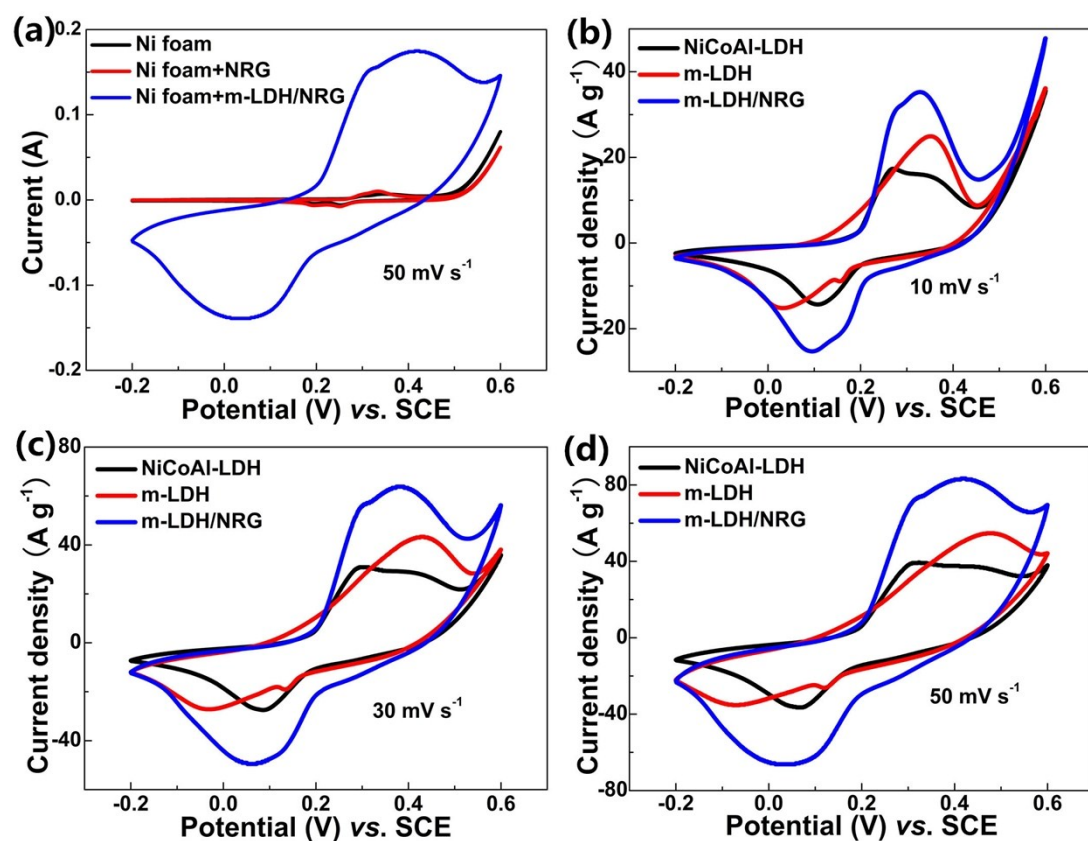 (a)
Ni foam
Ni foam+NRG
Ni foam+m-LDH/NRG
50 mV s⁻¹
Current (A)
0.2
0.1
0.0
-0.1
0.2
-0.2
0.0
0.2
0.4
0.6
Potential (V) vs. SCE
(b)
NiCoAl-LDH
m-LDH
m-LDH/NRG
10 mV s⁻¹
Current density (A g⁻¹)
40
20
0
-20
-0.2
0.0
0.2
0.4
0.6
Potential (V) vs. SCE
(c)
NiCoAl-LDH
m-LDH
m-LDH/NRG
30 mV s⁻¹
Current density (A g⁻¹)
80
40
0
-40
-0.2
0.0
0.2
0.4
0.6
Potential (V) vs. SCE
(d)
NiCoAl-LDH
m-LDH
m-LDH/NRG
50 mV s⁻¹
Current density (A g⁻¹)
80
40
0
-40
-80
-0.2
0.0
0.2
0.4
0.6
Potential (V) vs. SCE